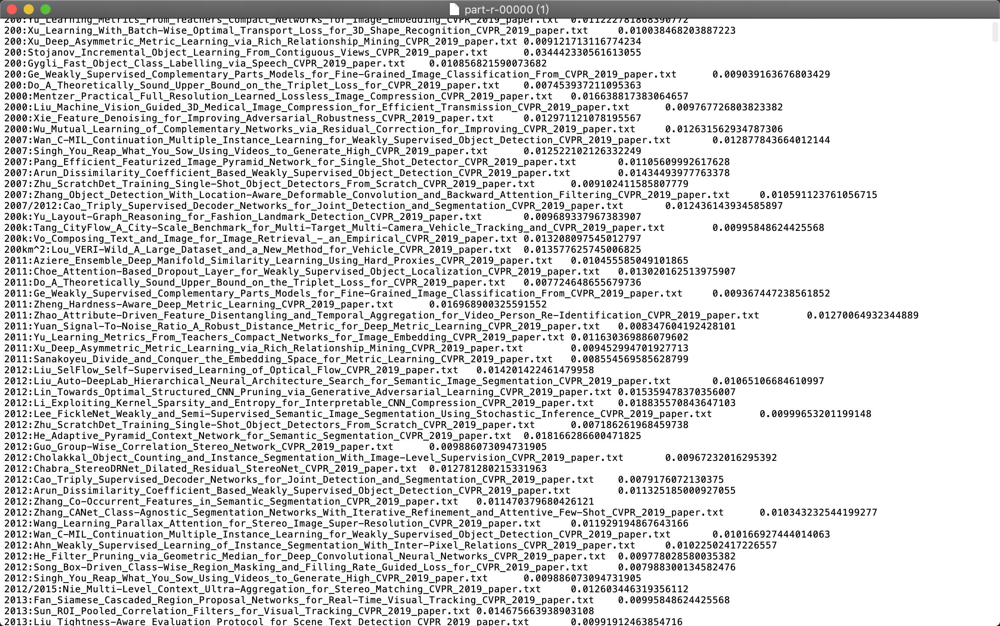 part-r-00000 (1)
200:Yu_Learning_Metrics_From_Teachers_Compact_Networks_for_Image_Embedding_CVPR_2019_paper.txt 0.011222781868390772
200:Xu_Learning_With_Batch-Wise_Optimal_Transport_Loss_for_3D_Shape_Recognition_CVPR_2019_paper.txt 0.010038468203887223
200:Xu_Deep_Asymmetric_Metric_Learning_via_Rich_Relationship_Mining_CVPR_2019_paper.txt 0.009121713116774234
200:Stojanov_Incremental_Object_Learning_From_Contiguous_Views_CVPR_2019_paper.txt 0.034442330561613055
200:Gygli_Fast_Object_Class_Labelling_via_Speech_CVPR_2019_paper.txt 0.010856821590073682
200:Ge_Weakly_Supervised_Complementary_Parts_Models_for_Fine-Grained_Image_Classification_From_CVPR_2019_paper.txt 0.009039163676803429
200:Do_A_Theoretically_Sound_Upper_Bound_on_the_Triplet_Loss_for_CVPR_2019_paper.txt 0.007453937211095363
2000:Mentzer_Practical_Full_Resolution_Learned_Lossless_Image_Compression_CVPR_2019_paper.txt 0.016638817383064657
2000:Liu_Machine_Vision_Guided_3D_Medical_Image_Compression_for_Efficient_Transmission_CVPR_2019_paper.txt 0.009767726803823382
2000:Xie_Feature_Denoising_for_Improving_Adversarial_Robustness_CVPR_2019_paper.txt 0.012971121078195567
2000:Wu_Mutual_Learning_of_Complementary_Networks_via_Residual_Correction_for_Improving_CVPR_2019_paper.txt 0.012631562934787306
2007:Wan_C-MIL_Continuation_Multiple_Instance_Learning_for_Weakly_Supervised_Object_Detection_CVPR_2019_paper.txt 0.012877843664012144
2007:Singh_You_Reap_What_You_Sow_Using_Videos_to_Generate_High_CVPR_2019_paper.txt 0.012522102126332249
2007:Pang_Efficient_Featurized_Image_Pyramid_Network_for_Single_Shot_Detector_CVPR_2019_paper.txt 0.01105609992617628
2007:Arun_Dissimilarity_Coefficient_Based_Weakly_Supervised_Object_Detection_CVPR_2019_paper.txt 0.01434493977763378
2007:Zhu_ScratchDet_Training_Single-Shot_Object_Detectors_From_Scratch_CVPR_2019_paper.txt 0.009102411585807779
2007:Zhang_Object_Detection_With_Location-Aware_Deformable_Convolution_and_Backward_Attention_Filtering_CVPR_2019_paper.txt 0.010591123761056715
2007/2012:Cao_Triply_Supervised_Decoder_Networks_for_Joint_Detection_and_Segmentation_CVPR_2019_paper.txt 0.012436143934585897
200k:Yu_Layout-Graph_Reasoning_for_Fashion_Landmark_Detection_CVPR_2019_paper.txt 0.009689337967383907
200k:Tang_CityFlow_A_City-Scale_Benchmark_for_Multi-Target_Multi-Camera_Vehicle_Tracking_and_CVPR_2019_paper.txt 0.00995848624425568
200k:Vo_Composing_Text_and_Image_for_Image_Retrieval_-_an_Empirical_CVPR_2019_paper.txt 0.013208097545012797
200km^2:Lou_VERI-Wild_A_Large_Dataset_and_a_New_Method_for_Vehicle_CVPR_2019_paper.txt 0.013577625745006825
2011:Aziere_Ensemble_Deep_Manifold_Similarity_Learning_Using_Hard_Proxies_CVPR_2019_paper.txt 0.010455585049101865
2011:Choe_Attention-Based_Dropout_Layer_for_Weakly_Supervised_Object_Localization_CVPR_2019_paper.txt 0.013020162513975907
2011:Do_A_Theoretically_Sound_Upper_Bound_on_the_Triplet_Loss_for_CVPR_2019_paper.txt 0.007724648655679736
2011:Ge_Weakly_Supervised_Complementary_Parts_Models_for_Fine-Grained_Image_Classification_From_CVPR_2019_paper.txt 0.009367447238561852
2011:Zheng_Hardness-Aware_Deep_Metric_Learning_CVPR_2019_paper.txt 0.016968900325591552
2011:Zhao_Attribute-Driven_Feature_Disentangling_and_Temporal_Aggregation_for_Video_Person_Re-Identification_CVPR_2019_paper.txt 0.01270064932344889
2011:Yuan_Signal-To-Noise_Ratio_A_Robust_Distance_Metric_for_Deep_Metric_Learning_CVPR_2019_paper.txt 0.008347604192428101
2011:Yu_Learning_Metrics_From_Teachers_Compact_Networks_for_Image_Embedding_CVPR_2019_paper.txt 0.011630369886079602
2011:Xu_Deep_Asymmetric_Metric_Learning_via_Rich_Relationship_Mining_CVPR_2019_paper.txt 0.009452994701927713
2011:Sanakoyeu_Divide_and_Conquer_the_Embedding_Space_for_Metric_Learning_CVPR_2019_paper.txt 0.008554569585628799
2012:Liu_SelFlow_Self-Supervised_Learning_of_Optical_Flow_CVPR_2019_paper.txt 0.014201422461479958
2012:Liu_Auto-DeepLab_Hierarchical_Neural_Architecture_Search_for_Semantic_Image_Segmentation_CVPR_2019_paper.txt 0.01065106684610997
2012:Lin_Towards_Optimal_Structured_CNN_Pruning_via_Generative_Adversarial_Learning_CVPR_2019_paper.txt 0.015359478370356007
2012:Li_Exploiting_Kernel_Sparsity_and_Entropy_for_Interpretable_CNN_Compression_CVPR_2019_paper.txt 0.018835570843647103
2012:Lee_FickleNet_Weakly_and_Semi-Supervised_Semantic_Image_Segmentation_Using_Stochastic_Inference_CVPR_2019_paper.txt 0.00999653201199148
2012:Zhu_ScratchDet_Training_Single-Shot_Object_Detectors_From_Scratch_CVPR_2019_paper.txt 0.007186261968459738
2012:He_Adaptive_Pyramid_Context_Network_for_Semantic_Segmentation_CVPR_2019_paper.txt 0.018166286600471825
2012:Guo_Group-Wise_Correlation_Stereo_Network_CVPR_2019_paper.txt 0.009886073094731905
2012:Cholakkal_Object_Counting_and_Instance_Segmentation_With_Image-Level_Supervision_CVPR_2019_paper.txt 0.00967232016295392
2012:Chabra_StereoDRNet_Dilated_Residual_StereoNet_CVPR_2019_paper.txt 0.012781280215331963
2012:Cao_Triply_Supervised_Decoder_Networks_for_Joint_Detection_and_Segmentation_CVPR_2019_paper.txt 0.0079176072130375
2012:Arun_Dissimilarity_Coefficient_Based_Weakly_Supervised_Object_Detection_CVPR_2019_paper.txt 0.011325185000927055
2012:Zhang_Co-Occurrent_Features_in_Semantic_Segmentation_CVPR_2019_paper.txt 0.011470379680426121
2012:Zhang_CANet_Class-Agnostic_Segmentation_Networks_With_Iterative_Refinement_and_Attentive_Few-Shot_CVPR_2019_paper.txt 0.010343232544199277
2012:Wang_Learning_Parallax_Attention_for_Stereo_Image_Super-Resolution_CVPR_2019_paper.txt 0.011929194867643166
2012:Wan_C-MIL_Continuation_Multiple_Instance_Learning_for_Weakly_Supervised_Object_Detection_CVPR_2019_paper.txt 0.010166927444014063
2012:Ahn_Weakly_Supervised_Learning_of_Instance_Segmentation_With_Inter-Pixel_Relations_CVPR_2019_paper.txt 0.01022502417226557
2012:He_Filter_Pruning_via_Geometric_Median_for_Deep_Convolutional_Neural_Networks_CVPR_2019_paper.txt 0.009778028580035382
2012:Song_Box-Driven_Class-Wise_Region_Masking_and_Filling_Rate_Guided_Loss_for_CVPR_2019_paper.txt 0.007988300134582476
2012:Singh_You_Reap_What_You_Sow_Using_Videos_to_Generate_High_CVPR_2019_paper.txt 0.009886073094731905
2012/2015:Nie_Multi-Level_Context_Ultra-Aggregation_for_Stereo_Matching_CVPR_2019_paper.txt 0.012603446319356112
2013:Fan_Siamese_Cascaded_Region_Proposal_Networks_for_Real-Time_Visual_Tracking_CVPR_2019_paper.txt 0.00995848624425568
2013:Sun_ROI_Pooled_Correlation_Filters_for_Visual_Tracking_CVPR_2019_paper.txt 0.014675663938903108
2013:Liu_Tightness-Aware_Evaluation_Protocol_for_Scene_Text_Detection_CVPR_2019_paper.txt 0.00991912463854716